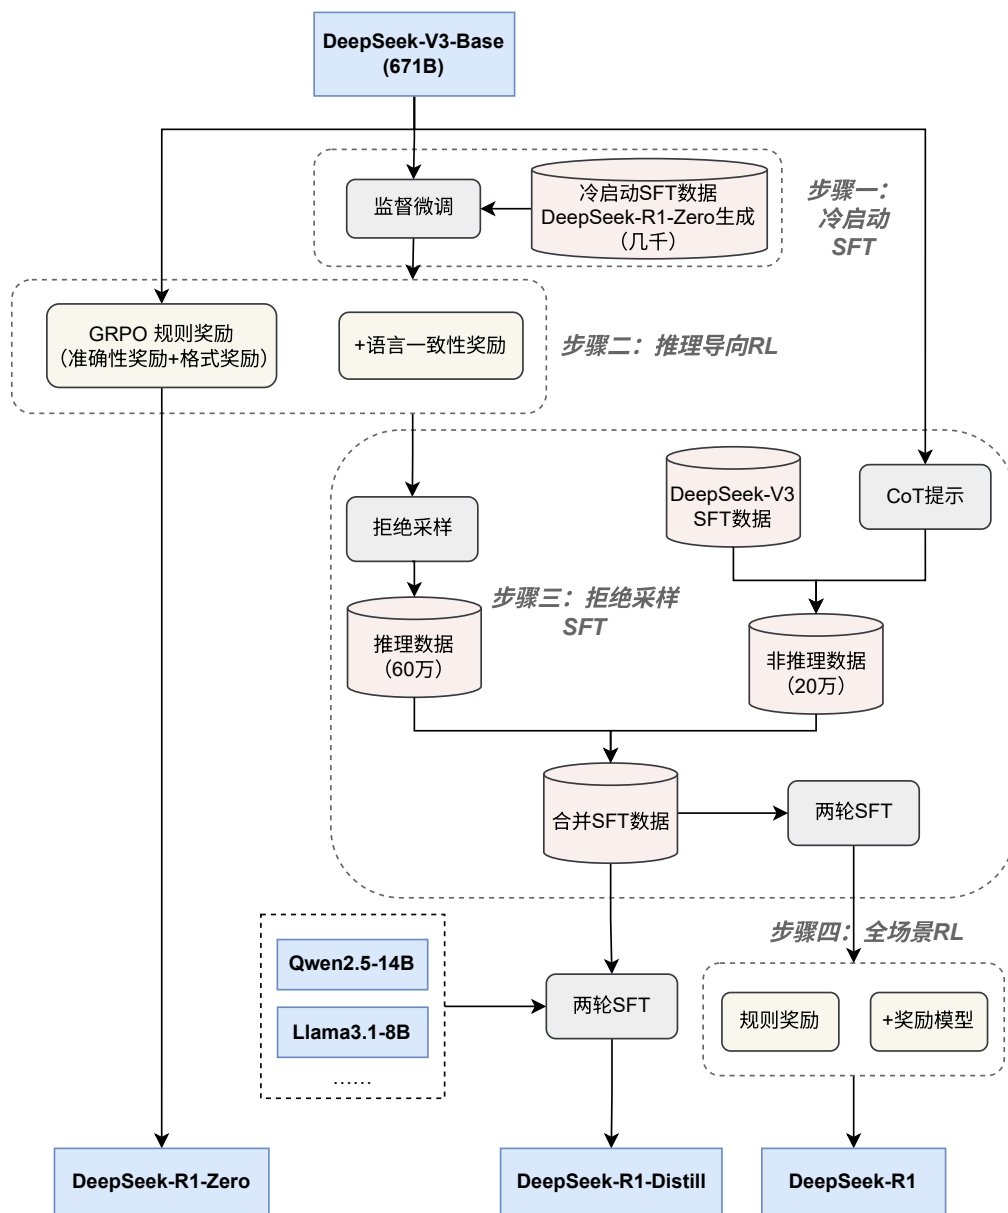 DeepSeek-V3-Base
(671B)
监督微调
冷启动SFT数据
DeepSeek-R1-Zero生成
（几千）
步骤一：
冷启动
SFT
GRPO 规则奖励
（准确性奖励+格式奖励）
+语言一致性奖励
步骤二：推理导向RL
拒绝采样
DeepSeek-V3
SFT数据
CoT提示
步骤三：拒绝采样
SFT
推理数据
（60万）
非推理数据
（20万）
合并SFT数据
两轮SFT
步骤四：全场景RL
Qwen2.5-14B
Llama3.1-8B
……
两轮SFT
规则奖励
+奖励模型
DeepSeek-R1-Zero
DeepSeek-R1-Distill
DeepSeek-R1